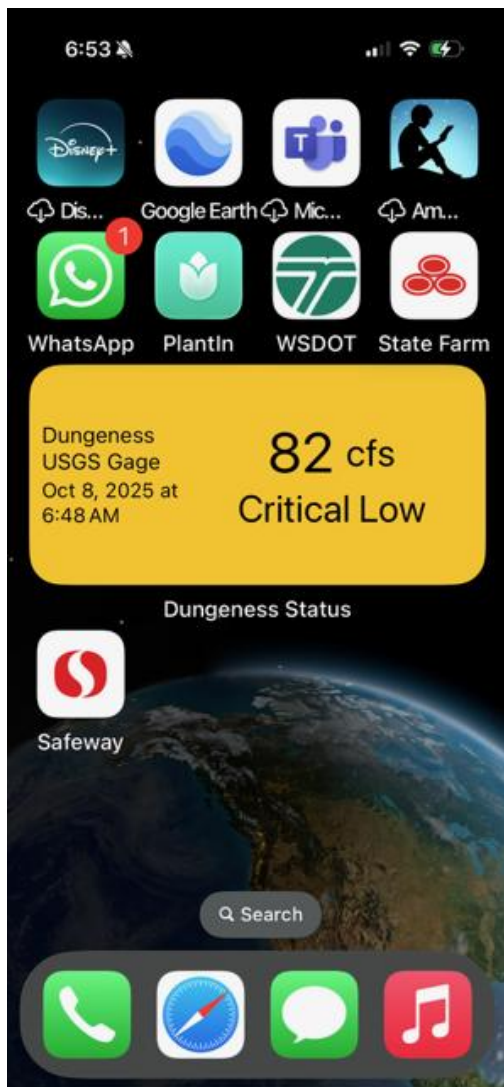 6:53
Disney+
T
Dis...
Google Earth
Mic...
Am...
1
WhatsApp
PlantIn
WSDOT
State Farm
Dungeness
USGS Gage
Oct 8, 2025 at
6:48 AM
82 cfs
Critical Low
Dungeness Status
Safeway
Search